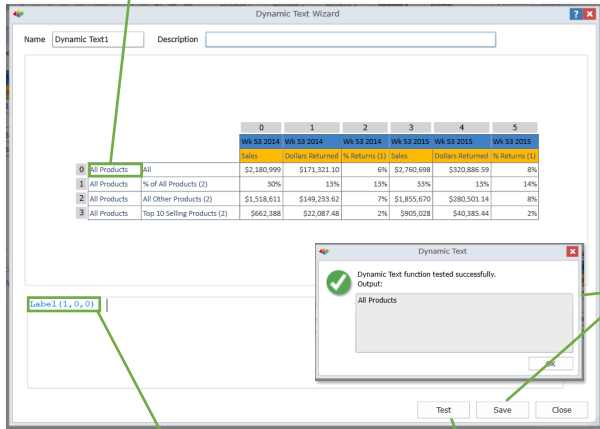 Dynamic Text Wizard
? x
Name Dynamic Text1 Description
0 1 2 3 4 5
Wk 53 2014 Wk 53 2014 Wk 53 2014 Wk 53 2015 Wk 53 2015 Wk 53 2015
Sales Dollars Returned % Returns (1) Sales Dollars Returned % Returns (1)
0 All Products All $2,180,999 $171,321.10 6% $2,760,698 $320,886.59 8%
1 All Products % of All Products (2) 30% 13% 13% 33% 13% 14%
2 All Products All Other Products (2) $1,518,611 $149,233.62 7% $1,855,670 $280,501.14 8%
3 All Products Top 10 Selling Products (2) $662,388 $22,087.48 2% $905,028 $40,385.44 2%
Dynamic Text
x
Dynamic Text function tested successfully.
Output:
All Products
OK
Label(1,0,0)
Test Save Close